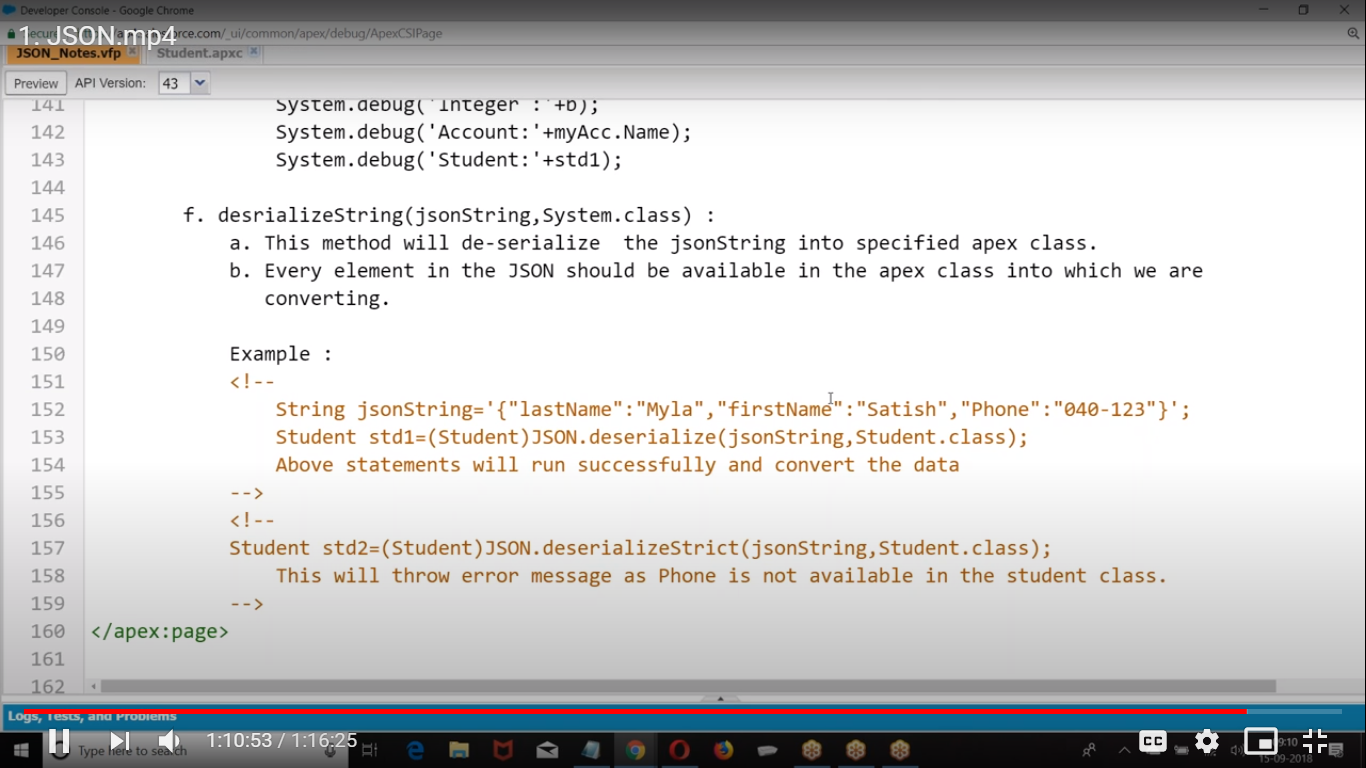 Developer Console - Google Chrome
1. JSON.mp4
Secure
force.com/_ui/common/apex/debug/ApexCSIPage
JSON_Notes.vfp
Student.apxc
Preview API Version: 43
141 System.debug('Integer :'+b);
142 System.debug('Account:'+myAcc.Name);
143 System.debug('Student:'+std1);
144
145 f. desrializeString(jsonString,System.class) :
146 a. This method will de-serialize the jsonString into specified apex class.
147 b. Every element in the JSON should be available in the apex class into which we are
148 converting.
149
150 Example :
151 <!--
152 String jsonString='{"lastName":"Myla","firstName":"Satish","Phone":"040-123"}';
153 Student std1=(Student)JSON.deserialize(jsonString,Student.class);
154 Above statements will run successfully and convert the data
155 -->
156 <!--
157 Student std2=(Student)JSON.deserializeStrict(jsonString,Student.class);
158 This will throw error message as Phone is not available in the student class.
159 -->
160 </apex:page>
161
162
Logs, Tests, and Problems
Type here to search
1:10:53 / 1:16:25
CC
15-09-2018